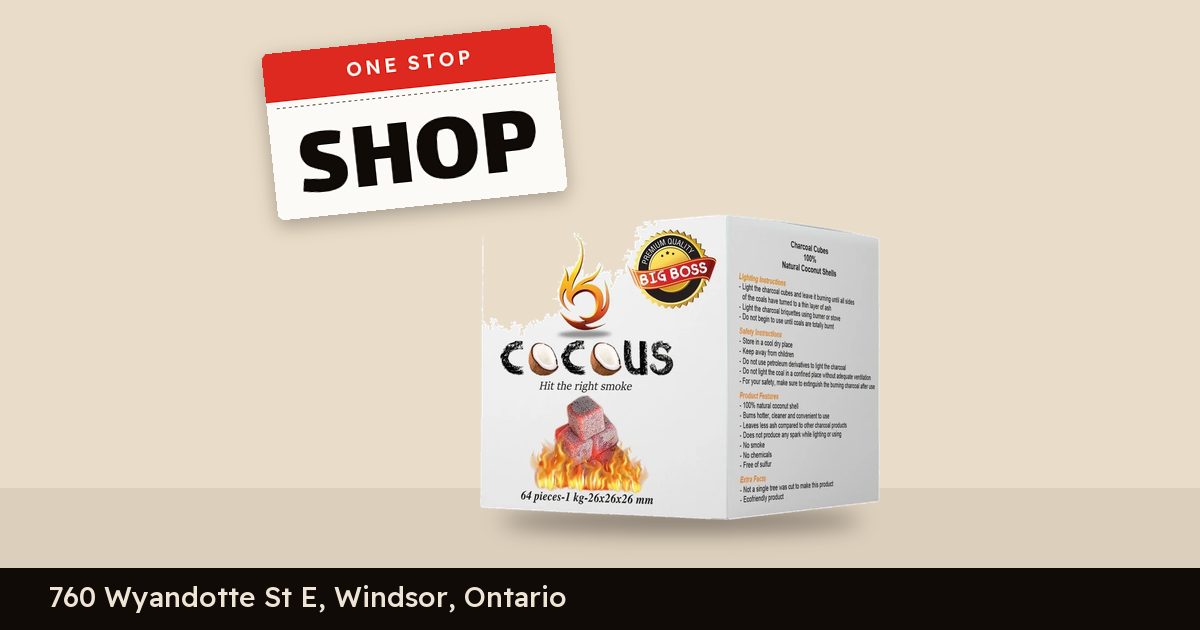 ONE STOP
SHOP
PREMIUM QUALITY
BIG BOSS
COCOUS
Hit the right smoke
64 pieces-1 kg-26x26x26 mm
Charcoal Cubes
100%
Natural Coconut Shells
Lighting Instructions
- Light the charcoal cubes and leave it burning until all sides
of the coals have turned to a thin layer of ash
- Light the charcoal briquettes using burner or stove
- Do not begin to use until coals are totally burnt
Safety Instructions
- Store in a cool dry place
- Keep away from children
- Do not use petroleum derivatives to light the charcoal
- Do not light the coal in a confined place without adequate ventilation
- For your safety, make sure to extinguish the burning charcoal after use
Product Features
- 100% natural coconut shell
- Burns hotter, cleaner and convenient to use
- Leaves less ash compared to other charcoal products
- Does not produce any spark while lighting or using
- No smoke
- No chemicals
- Free of sulfur
Extra Facts
- Not a single tree was cut to make this product
- Ecofriendly product
760 Wyandotte St E, Windsor, Ontario